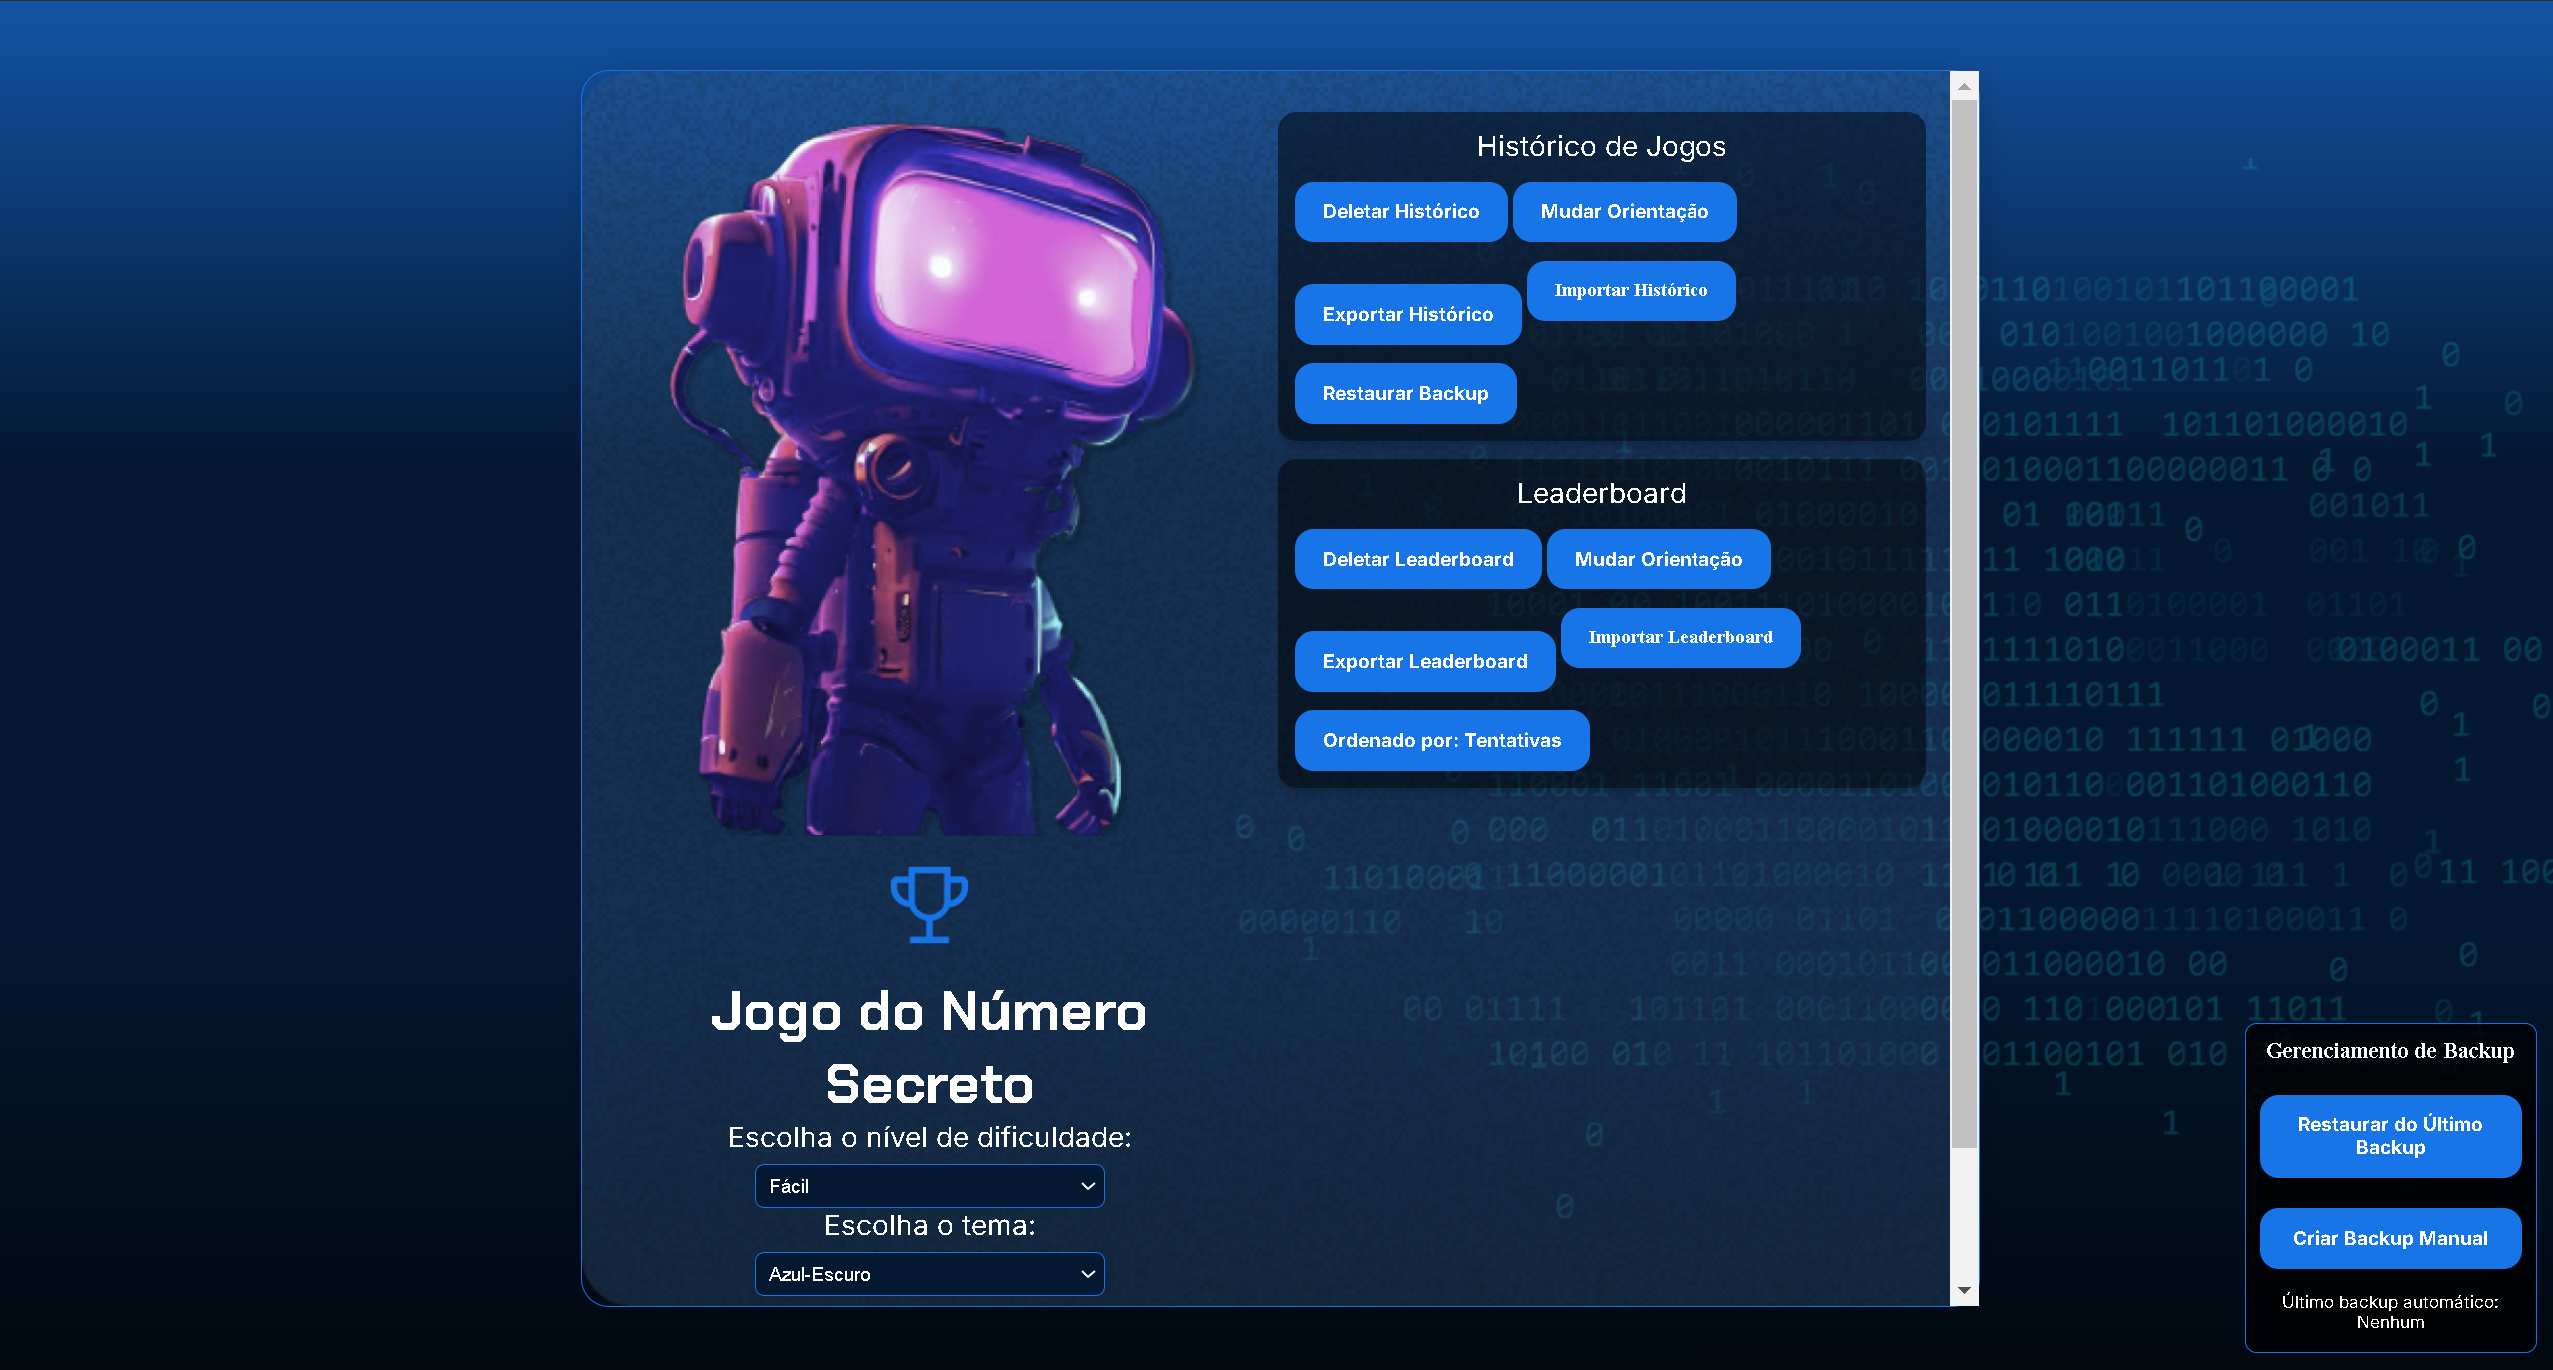 Histórico de Jogos
Deletar Histórico
Mudar Orientação
Exportar Histórico
Importar Histórico
Restaurar Backup
Leaderboard
Deletar Leaderboard
Mudar Orientação
Exportar Leaderboard
Importar Leaderboard
Ordenado por: Tentativas
Jogo do Número
Secreto
Escolha o nível de dificuldade:
Fácil
Escolha o tema:
Azul-Escuro
Gerenciamento de Backup
Restaurar do Último
Backup
Criar Backup Manual
Último backup automático:
Nenhum